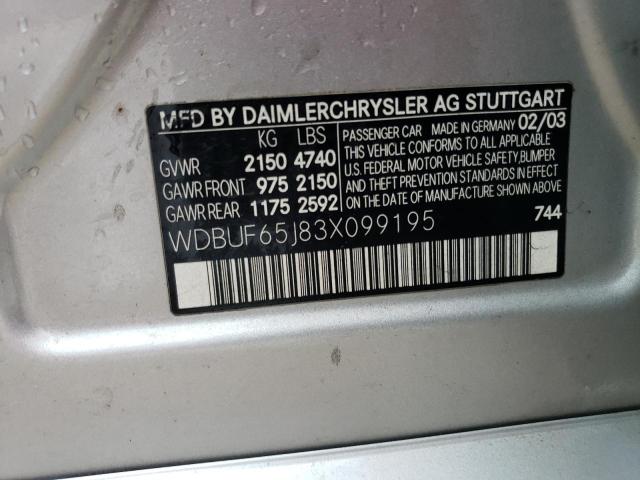 MFD BY DAIMLERCHRYSLER AG STUTTGART
KG LBS
GVWR 2150 4740
GAWR FRONT 975 2150
GAWR REAR 1175 2592
PASSENGER CAR MADE IN GERMANY 02/03
THIS VEHICLE CONFORMS TO ALL APPLICABLE
U.S. FEDERAL MOTOR VEHICLE SAFETY,BUMPER
AND THEFT PREVENTION STANDARDS IN EFFECT
ON THE DATE OF MANUFACTURE SHOWN ABOVE.
WDBUF65J83X099195 744